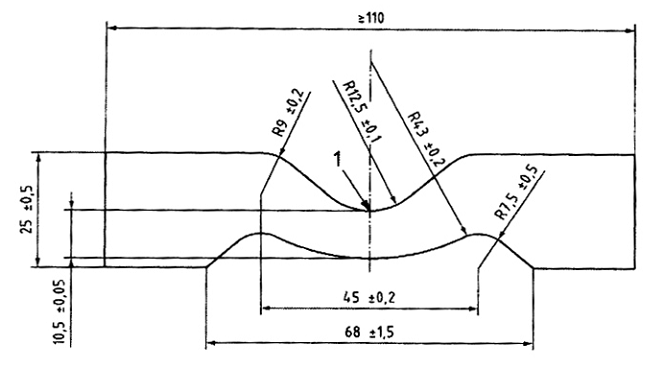 ≥110
R9 ±0,2
R12,5 ±0,1
R43 ±0,2
1
R7,5 ±0,5
25 ±0,5
10,5 ±0,05
45 ±0,2
68 ±1,5